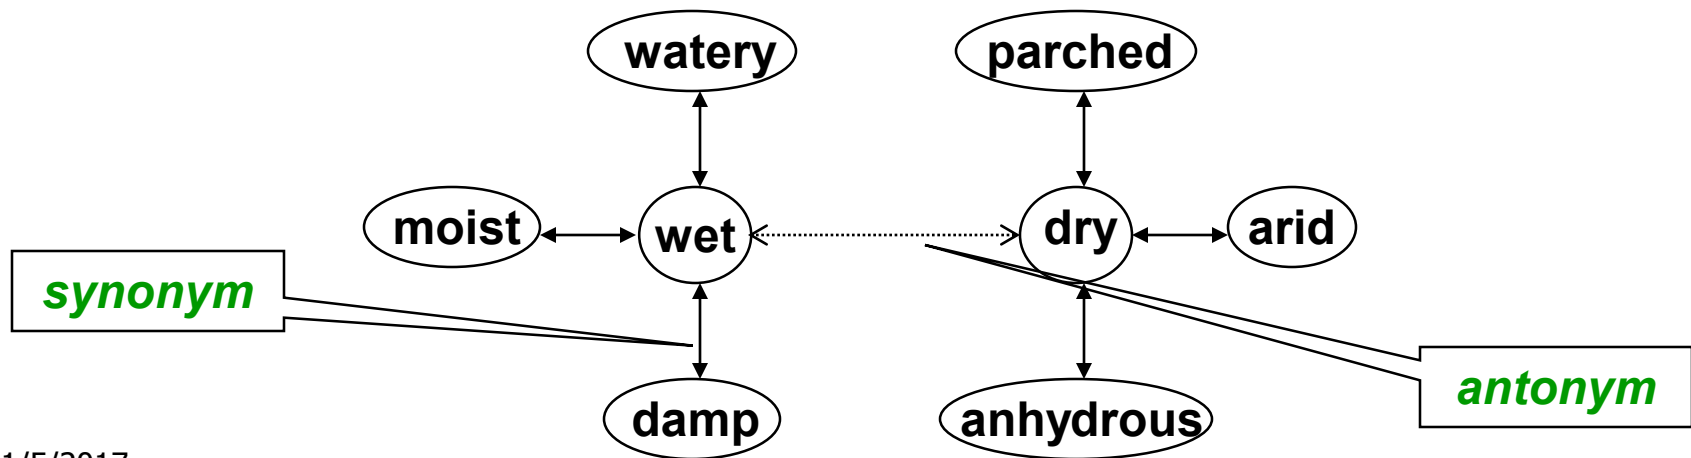 watery
parched
moist
wet
dry
arid
synonym
damp
anhydrous
antonym